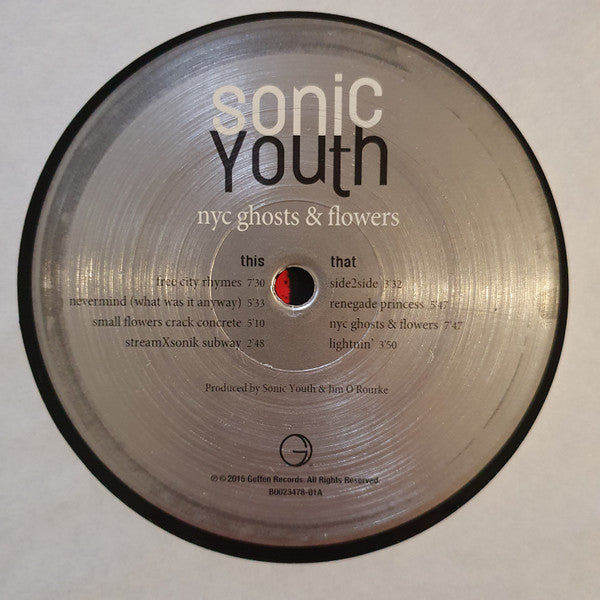 sonic
Youth
nyc ghosts & flowers
this
free city rhymes 7'30
nevermind (what was it anyway) 5'33
small flowers crack concrete 5'10
streamXsonik subway 2'48
that
side2side 3'32
renegade princess 5'47
nyc ghosts & flowers 7'47
lightnin' 3'50
Produced by Sonic Youth & Jim O Rourke
G
℗ © 2015 Geffen Records. All Rights Reserved.
B0023478-01A